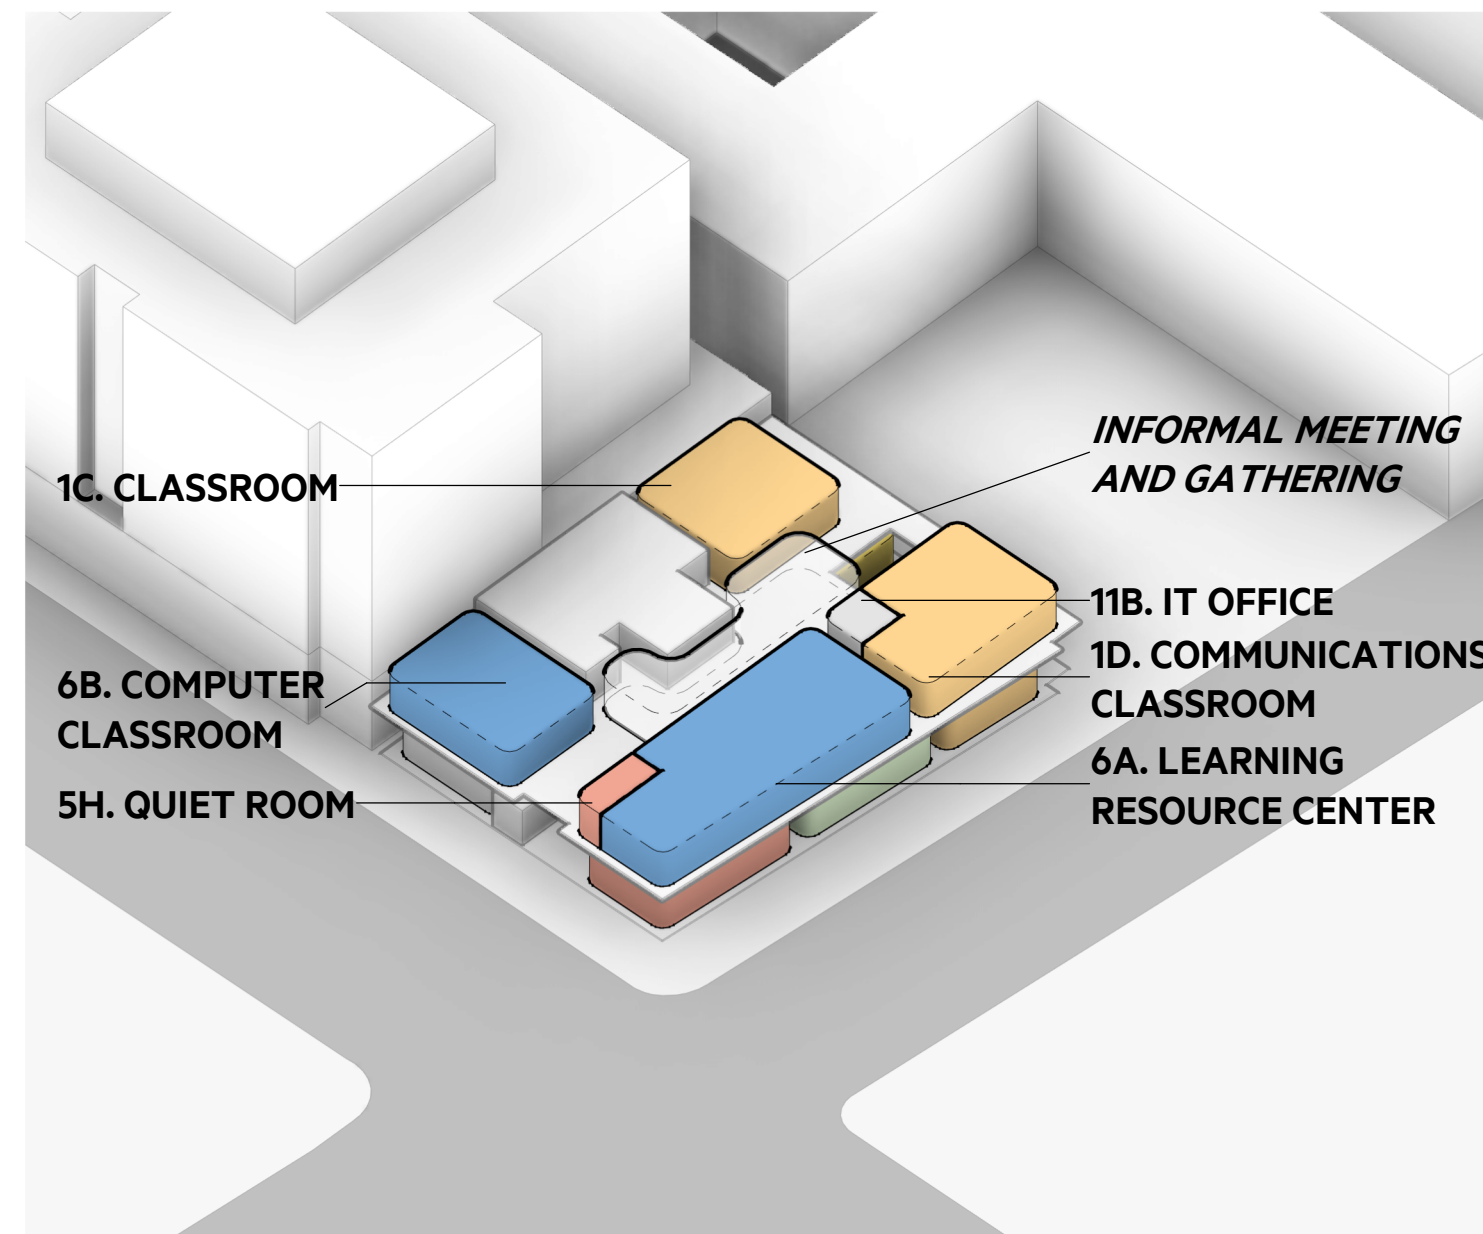 INFORMAL MEETING
AND GATHERING
1C. CLASSROOM
11B. IT OFFICE
1D. COMMUNICATIONS
CLASSROOM
6B. COMPUTER
CLASSROOM
6A. LEARNING
RESOURCE CENTER
5H. QUIET ROOM